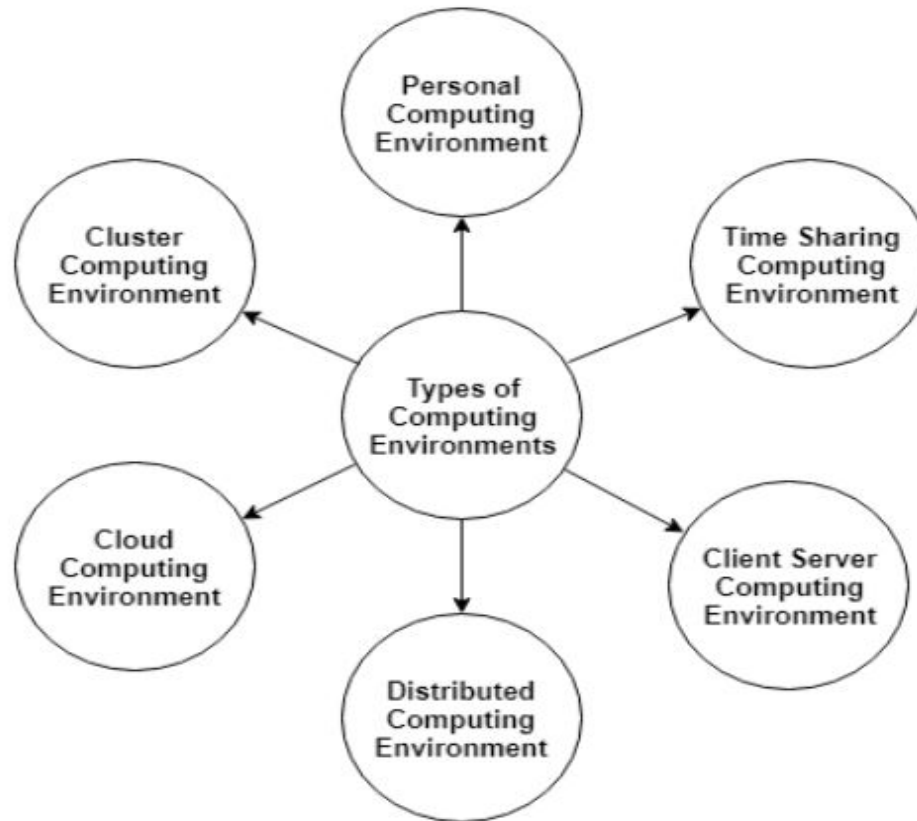 Personal
Computing
Environment
Cluster
Computing
Environment
Time Sharing
Computing
Environment
Types of
Computing
Environments
Cloud
Computing
Environment
Client Server
Computing
Environment
Distributed
Computing
Environment